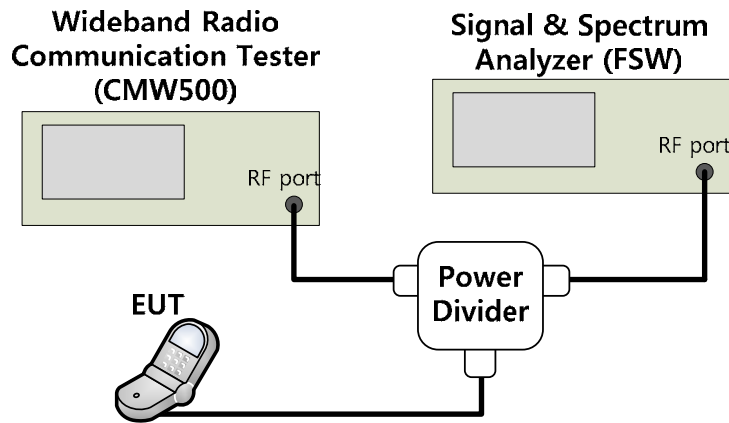 Wideband Radio
Communication Tester
(CMW500)
Signal & Spectrum
Analyzer (FSW)
RF port
RF port
Power
Divider
EUT